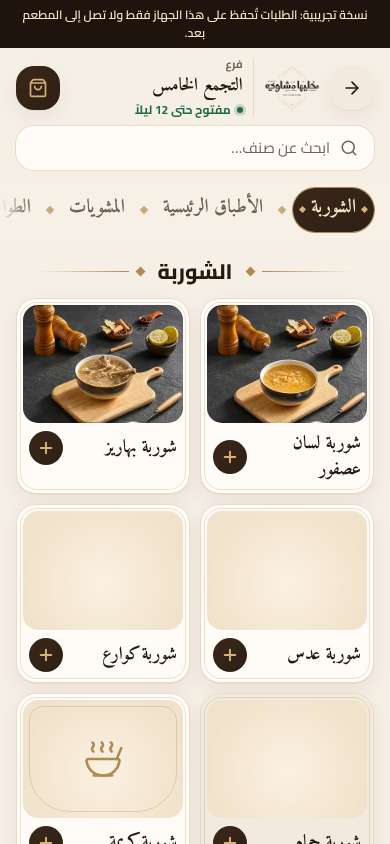 نسخة تجريبية: الطلبات تُحفظ على هذا الجهاز فقط ولا تصل إلى المطعم
بعد.
فرع
التجمع الخامس
مفتوح حتى 12 ليلاً
ابحث عن صنف...
الشوربة
الأطباق الرئيسية
المشويات
الشوربة
شوربة لسان
عصفور
شوربة بهاريز
شوربة عدس
شوربة كوارع